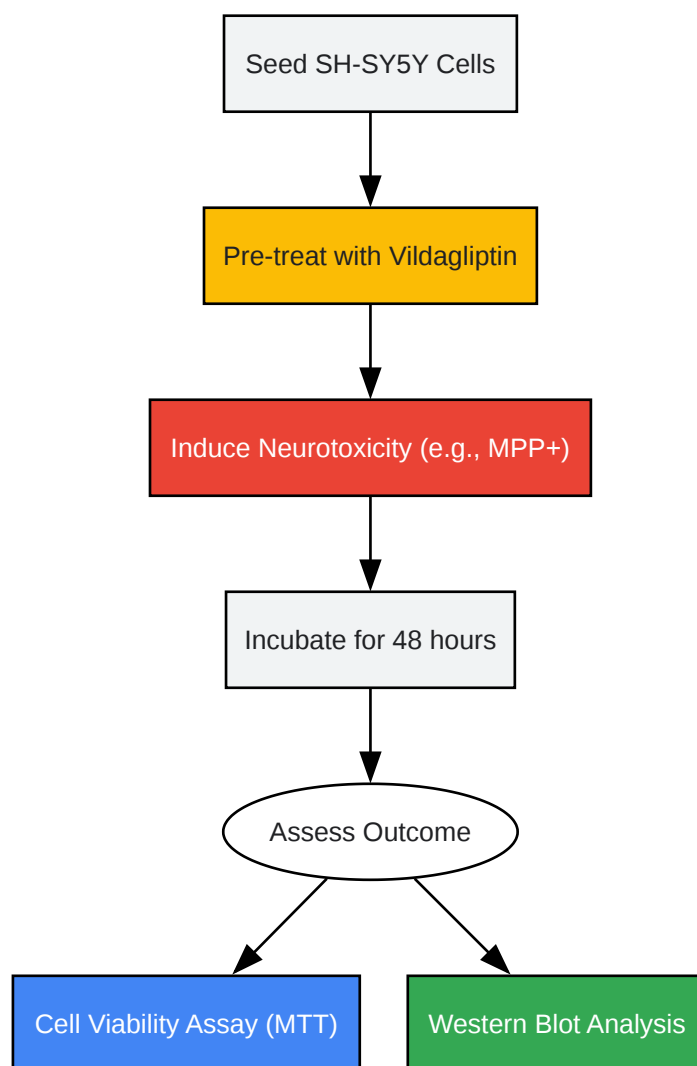 Seed SH-SY5Y Cells
Pre-treat with Vildagliptin
Induce Neurotoxicity (e.g., MPP+)
Incubate for 48 hours
Assess Outcome
Cell Viability Assay (MTT)
Western Blot Analysis